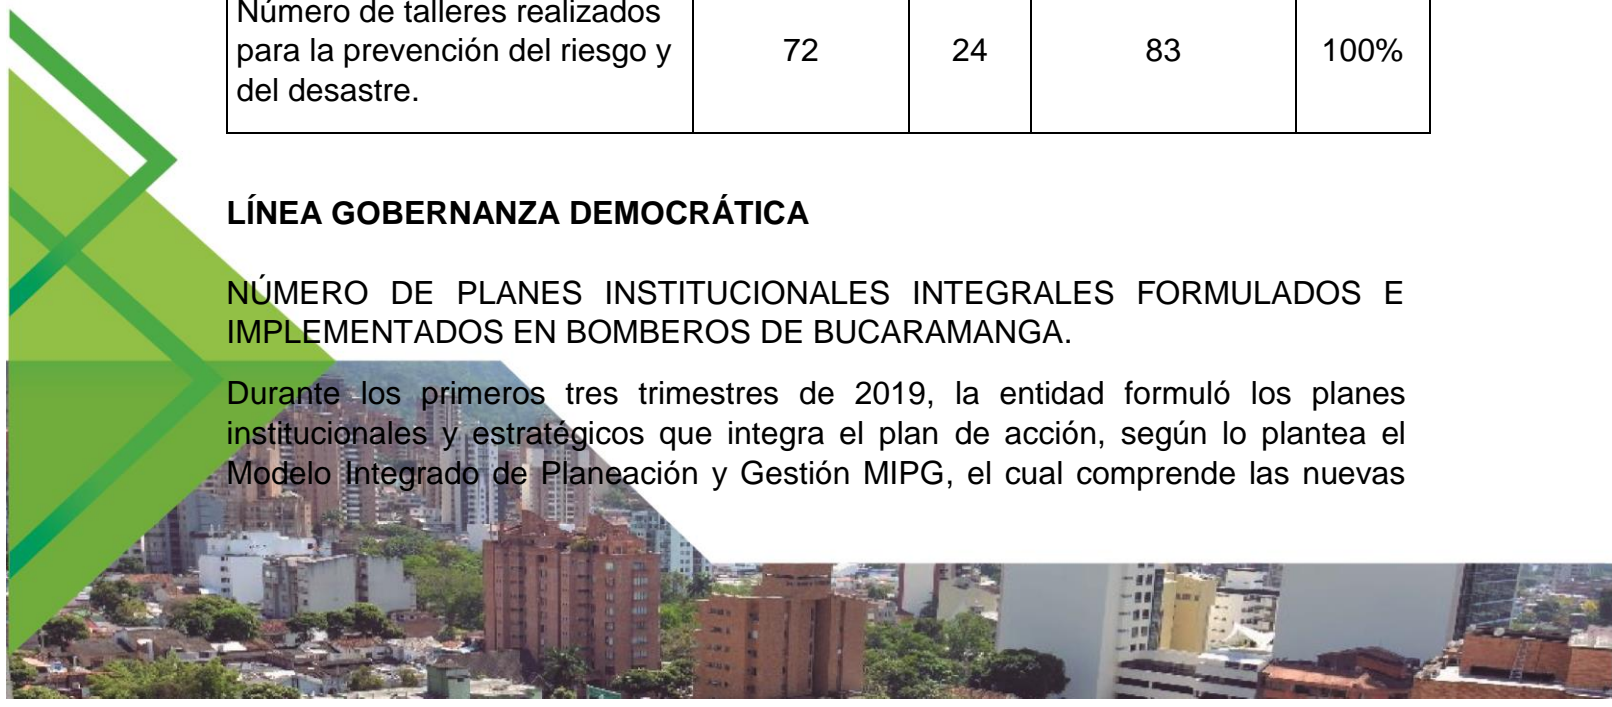 Número de talleres realizados
para la prevención del riesgo y
del desastre.
72 24 83 100%
LÍNEA GOBERNANZA DEMOCRÁTICA
NÚMERO DE PLANES INSTITUCIONALES INTEGRALES FORMULADOS E
IMPLEMENTADOS EN BOMBEROS DE BUCARAMANGA.
Durante los primeros tres trimestres de 2019, la entidad formuló los planes
institucionales y estratégicos que integra el plan de acción, según lo plantea el
Modelo Integrado de Planeación y Gestión MIPG, el cual comprende las nuevas